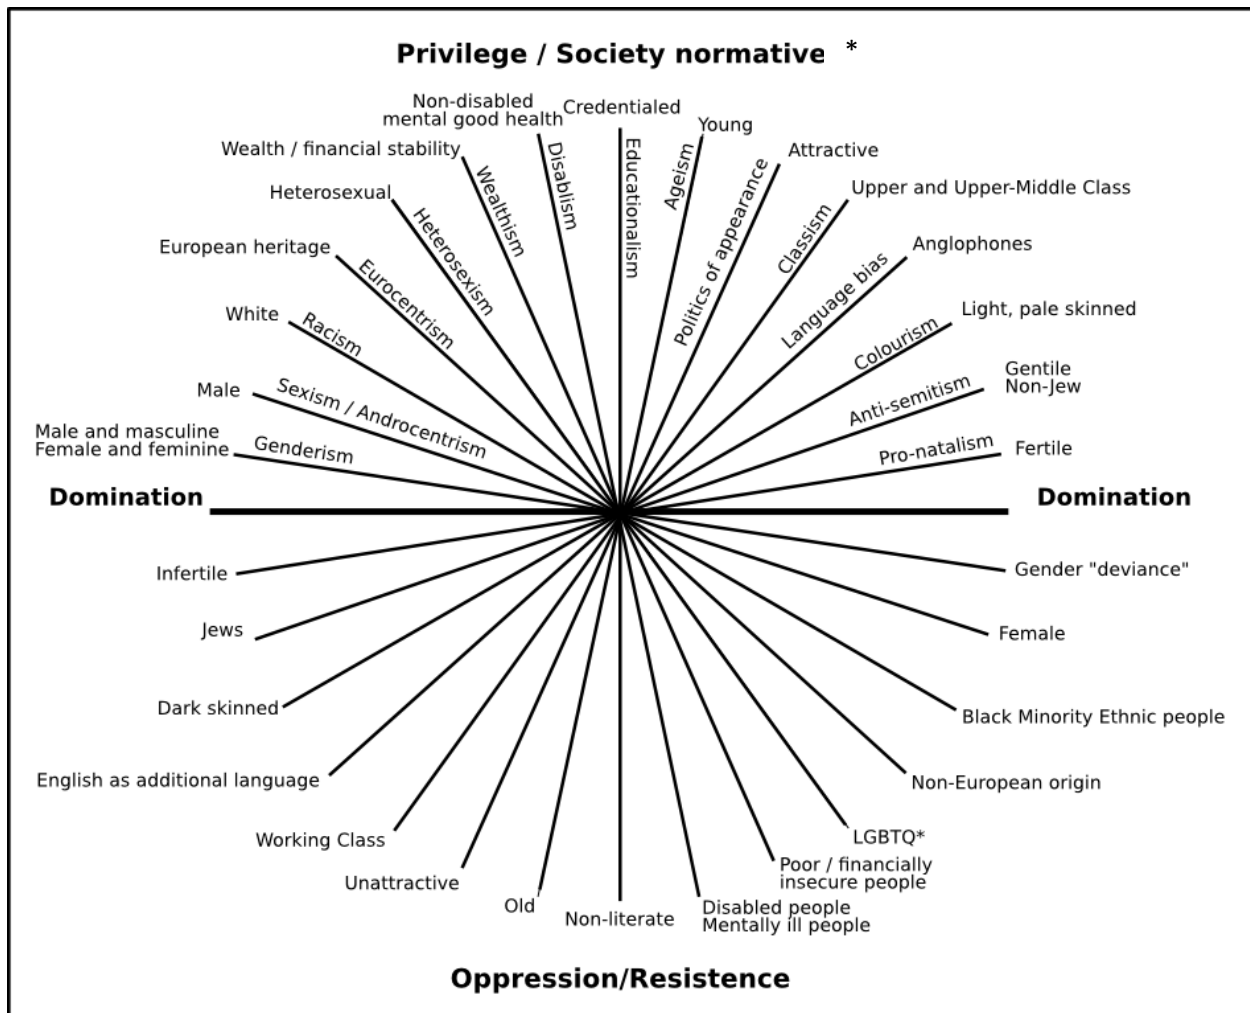 Privilege / Society normative *
Non-disabled
mental good health
Credentialed
Young
Wealth / financial stability
Attractive
Heterosexual
Upper and Upper-Middle Class
European heritage
Anglophones
White
Light, pale skinned
Male
Gentile
Non-Jew
Male and masculine
Female and feminine
Fertile
Genderism
Sexism / Androcentrism
Racism
Eurocentrism
Heterosexism
Wealthism
Disablism
Educationalism
Ageism
Politics of appearance
Classism
Language bias
Colourism
Anti-semitism
Pro-natalism
Domination
Domination
Infertile
Gender "deviance"
Jews
Female
Dark skinned
Black Minority Ethnic people
English as additional language
Non-European origin
Working Class
LGBTQ*
Unattractive
Poor / financially
insecure people
Old
Non-literate
Disabled people
Mentally ill people
Oppression/Resistence